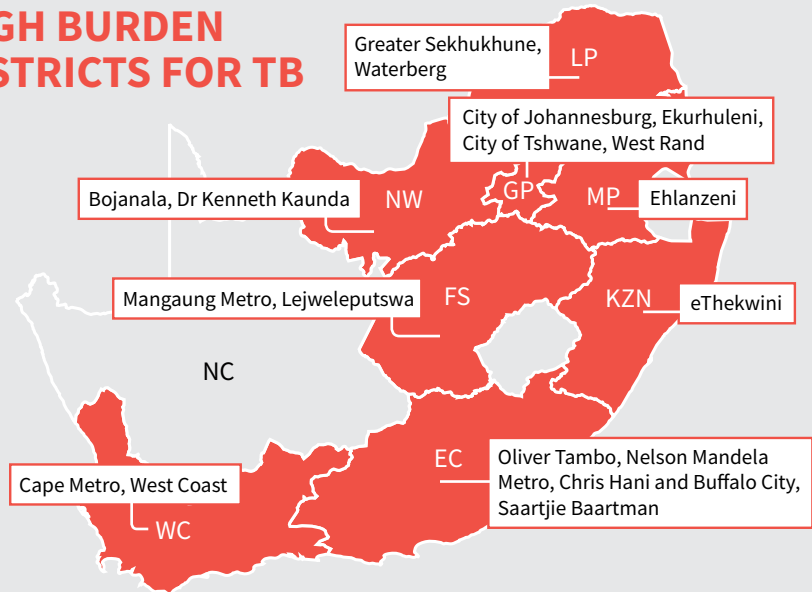 GH BURDEN
STRICTS FOR TB
Greater Sekhukhune,
Waterberg
LP
City of Johannesburg, Ekurhuleni,
City of Tshwane, West Rand
Bojanala, Dr Kenneth Kaunda
NW
GP
MP
Ehlanzeni
Mangaung Metro, Lejweleputswa
FS
KZN
eThekwini
NC
EC
Oliver Tambo, Nelson Mandela
Metro, Chris Hani and Buffalo City,
Saartjie Baartman
Cape Metro, West Coast
WC